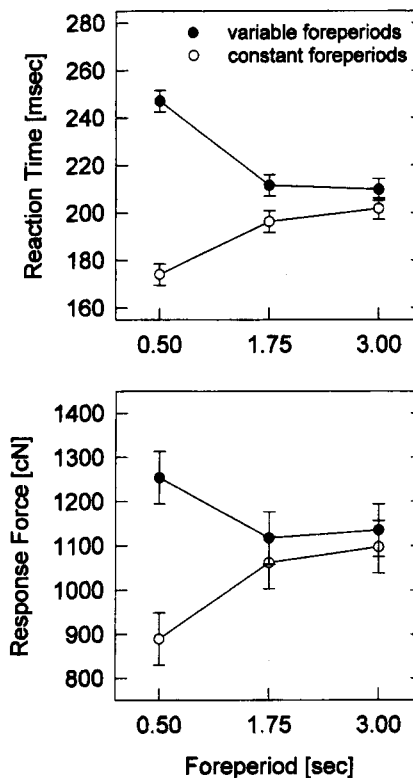 280
260
240
220
200
180
160
Reaction Time [msec]
variable foreperiods
constant foreperiods
0.50 1.75 3.00
1400
1300
1200
1100
1000
900
800
Response Force [cN]
0.50 1.75 3.00
Foreperiod [sec]